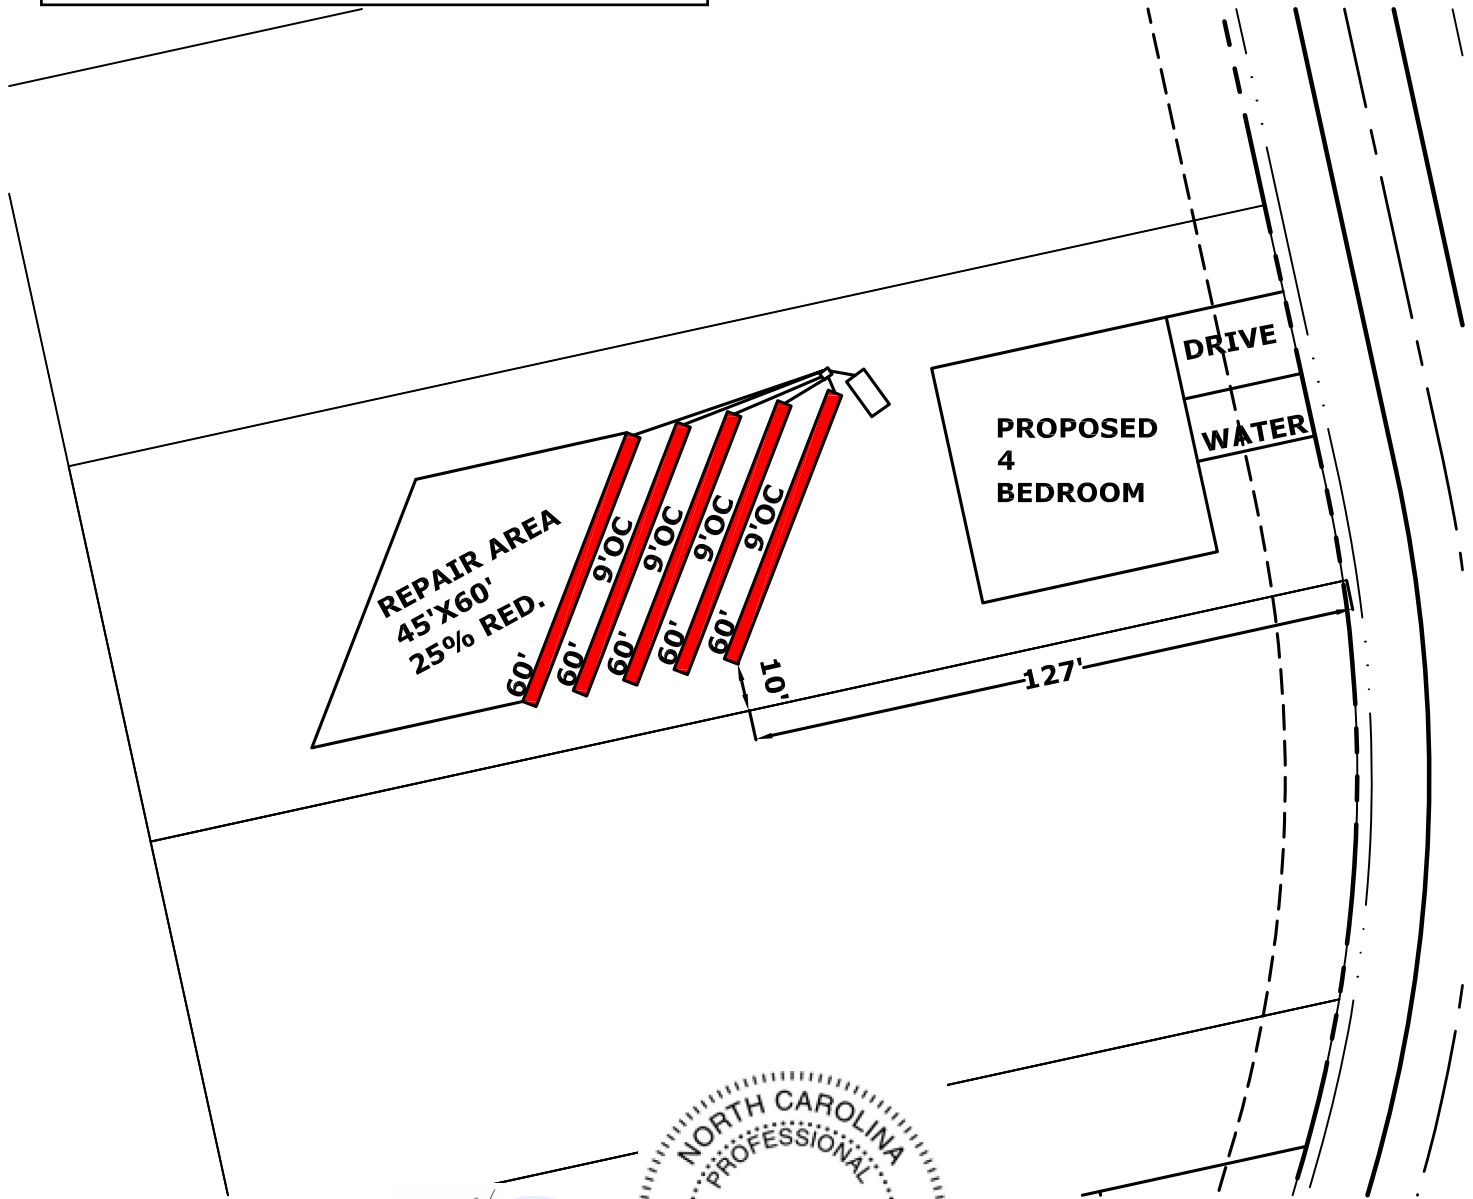 DRIVE
WATER
PROPOSED
4
BEDROOM
REPAIR AREA
45'X60'
25% RED.
9'OC
9'OC
9'OC
9'OC
60'
60'
60'
60'
60'
10'
127'
NORTH CAROLINA
PROFESSIONAL